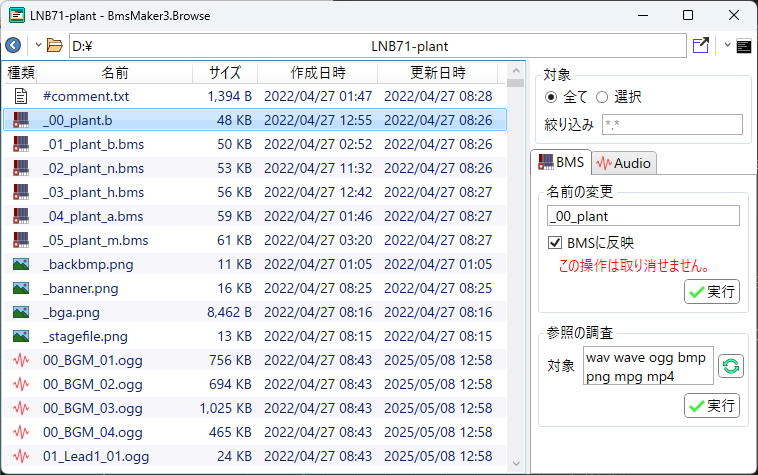 LNB71-plant - BmsMaker3.Browse
D:¥ LNB71-plant
種類 名前 サイズ 作成日時 更新日時
#comment.txt 1,394 B 2022/04/27 01:47 2022/04/27 08:28
_00_plant.b 48 KB 2022/04/27 12:55 2022/04/27 08:26
_01_plant_b.bms 50 KB 2022/04/27 02:52 2022/04/27 08:26
_02_plant_n.bms 53 KB 2022/04/27 11:32 2022/04/27 08:26
_03_plant_h.bms 56 KB 2022/04/27 12:42 2022/04/27 08:27
_04_plant_a.bms 59 KB 2022/04/27 01:46 2022/04/27 08:27
_05_plant_m.bms 61 KB 2022/04/27 03:20 2022/04/27 08:27
_backbmp.png 11 KB 2022/04/27 01:05 2022/04/27 01:05
_banner.png 16 KB 2022/04/27 08:25 2022/04/27 08:25
_bga.png 8,462 B 2022/04/27 08:16 2022/04/27 08:16
_stagefile.png 13 KB 2022/04/27 08:15 2022/04/27 08:15
00_BGM_01.ogg 756 KB 2022/04/27 08:43 2025/05/08 12:58
00_BGM_02.ogg 694 KB 2022/04/27 08:43 2025/05/08 12:58
00_BGM_03.ogg 1,025 KB 2022/04/27 08:43 2025/05/08 12:58
00_BGM_04.ogg 465 KB 2022/04/27 08:43 2025/05/08 12:58
01_Lead1_01.ogg 24 KB 2022/04/27 08:43 2025/05/08 12:58
対象
全て 選択
絞り込み *.*
BMS Audio
名前の変更
_00_plant
BMSに反映
この操作は取り消せません。
実行
参照の調査
対象 wav wave ogg bmp
png mpg mp4
実行